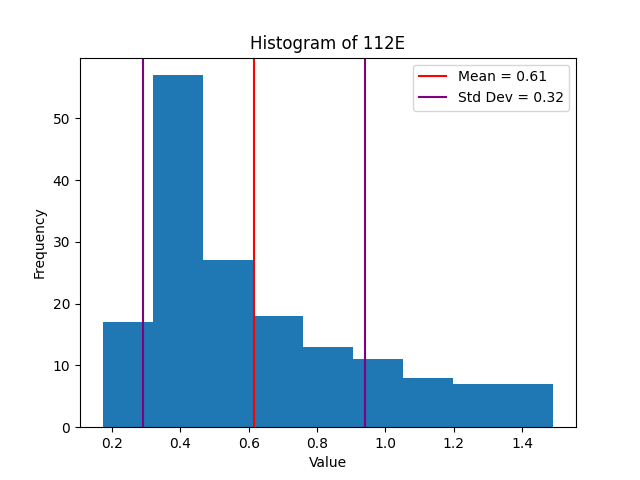 Histogram of 112E
Mean = 0.61
Std Dev = 0.32
Frequency
50
40
30
20
10
0
0.2 0.4 0.6 0.8 1.0 1.2 1.4
Value